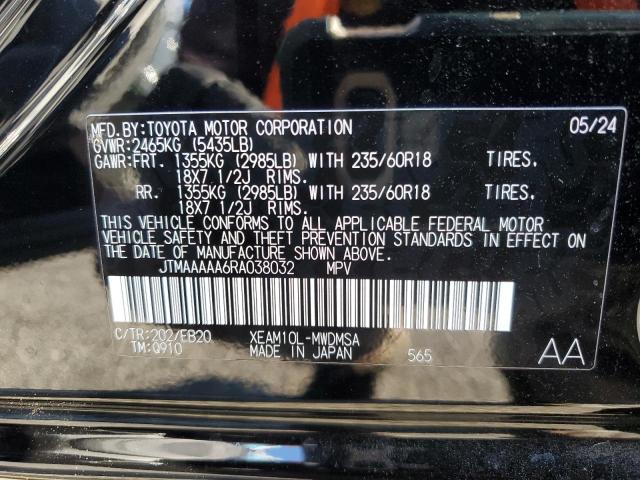 MFD.BY:TOYOTA MOTOR CORPORATION 05/24
GVWR:2465KG (5435LB)
GAWR:FRT. 1355KG (2985LB) WITH 235/60R18 TIRES.
18X7 1/2J RIMS.
RR. 1355KG (2985LB) WITH 235/60R18 TIRES.
18X7 1/2J RIMS.
THIS VEHICLE CONFORMS TO ALL APPLICABLE FEDERAL MOTOR
VEHICLE SAFETY AND THEFT PREVENTION STANDARDS IN EFFECT ON
THE DATE OF MANUFACTURE SHOWN ABOVE.
JTMAAAAA6RA038032 MPV
C/TR:202/EB20 XEAM10L-MWDMSA
TM:Q910 MADE IN JAPAN 565 AA